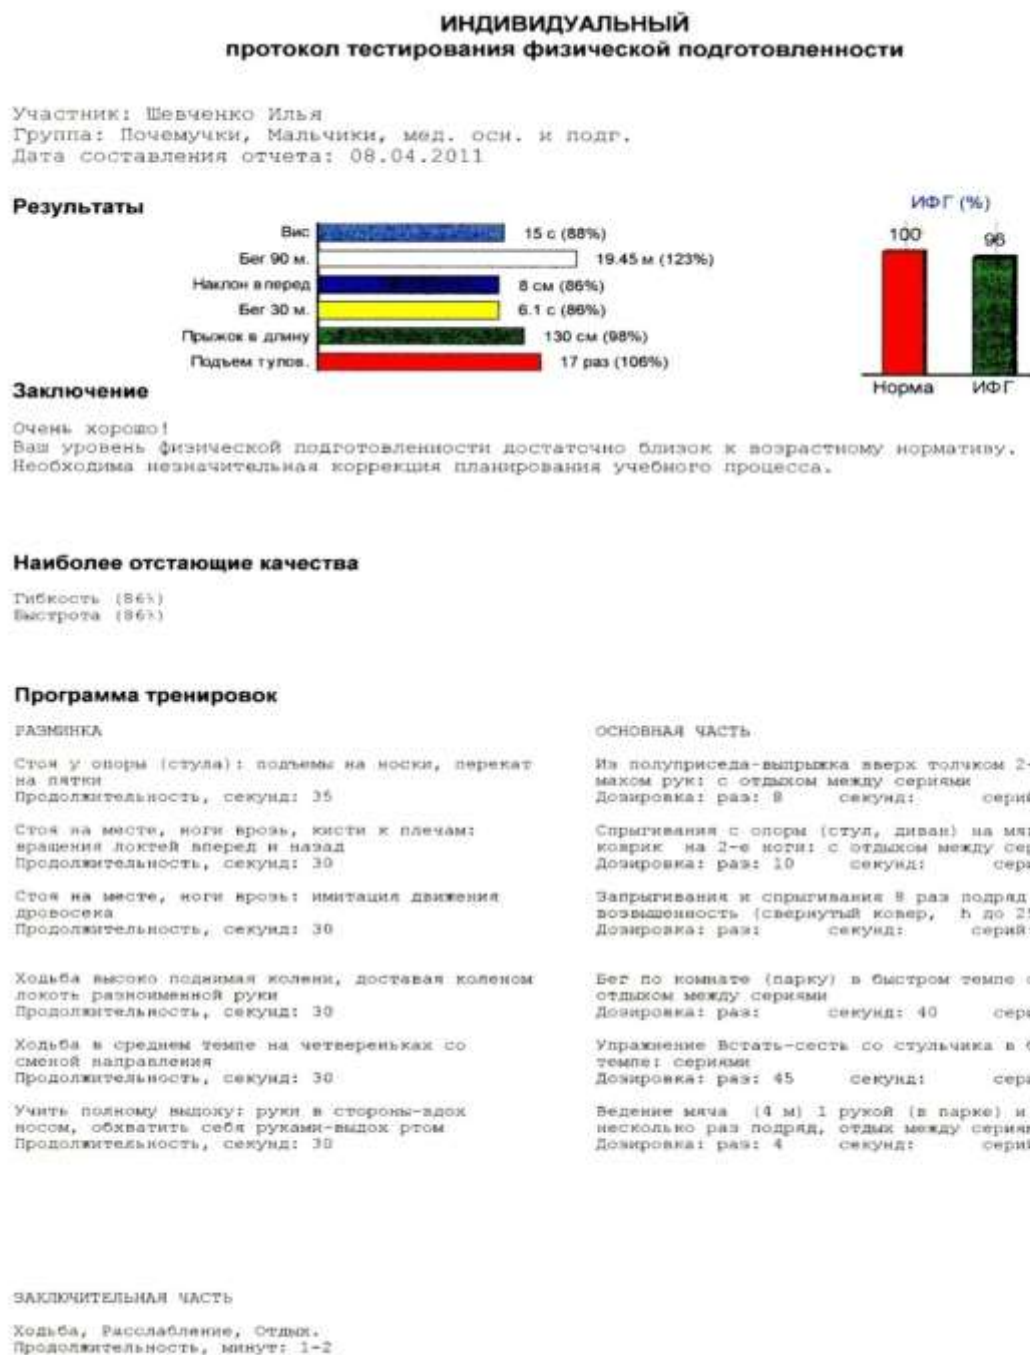 ИНДИВИДУАЛЬНЫЙ
протокол тестирования физической подготовленности
Участник: Шевченко Илья
Группа: Почемучки, Мальчики, мед. осн. и подг.
Дата составления отчета: 08.04.2011
Результаты
Вис 15 с (88%)
Бег 90 м. 19.45 м (123%)
Наклон вперед 8 см (86%)
Бег 30 м. 6.1 с (86%)
Прыжок в длину 130 см (98%)
Подъем тулов. 17 раз (106%)
ИФГ (%)
100 96
Норма ИФГ
Заключение
Очень хорошо!
Ваш уровень физической подготовленности достаточно близок к возрастному нормативу.
Необходима незначительная коррекция планирования учебного процесса.
Наиболее отстающие качества
Гибкость (86%)
Быстрота (86%)
Программа тренировок
РАЗМИНКА
Стоя у опоры (стула): подъемы на носки, перекат
на пятки
Продолжительность, секунд: 35
Стоя на месте, ноги врозь, кисти к плечам:
вращения локтей вперед и назад
Продолжительность, секунд: 30
Стоя на месте, ноги врозь: имитация движения
дровосека
Продолжительность, секунд: 30
Ходьба высоко поднимая колени, доставая коленом
локоть разноименной руки
Продолжительность, секунд: 30
Ходьба в среднем темпе на четвереньках со
сменой направления
Продолжительность, секунд: 30
Учить полному выдоху: руки в стороны-вдох
носом, обхватить себя руками-выдох ртом
Продолжительность, секунд: 30
ОСНОВНАЯ ЧАСТЬ
Из полуприседа-выпрыжка вверх толчком 2-
махом рук: с отдыхом между сериями
Дозировка: раз: 8 секунд: серий
Спрыгивания с опоры (стул, диван) на мя
коврик на 2-е ноги: с отдыхом между сер
Дозировка: раз: 10 секунд: сери
Запрыгивания и спрыгивания 8 раз подряд
возвышенность (свернутый ковер, h до 2
Дозировка: раз: секунд: серий
Бег по комнате (парку) в быстром темпе с
отдыхом между сериями
Дозировка: раз: секунд: 40 сери
Упражнение Встать-сесть со стульчика в б
темпе: сериями
Дозировка: раз: 45 секунд: сери
Ведение мяча (4 м) 1 рукой (в парке) и
несколько раз подряд, отдых между сериям
Дозировка: раз: 4 секунд: серий
ЗАКЛЮЧИТЕЛЬНАЯ ЧАСТЬ
Ходьба, Расслабление, Отдых.
Продолжительность, минут: 1-2